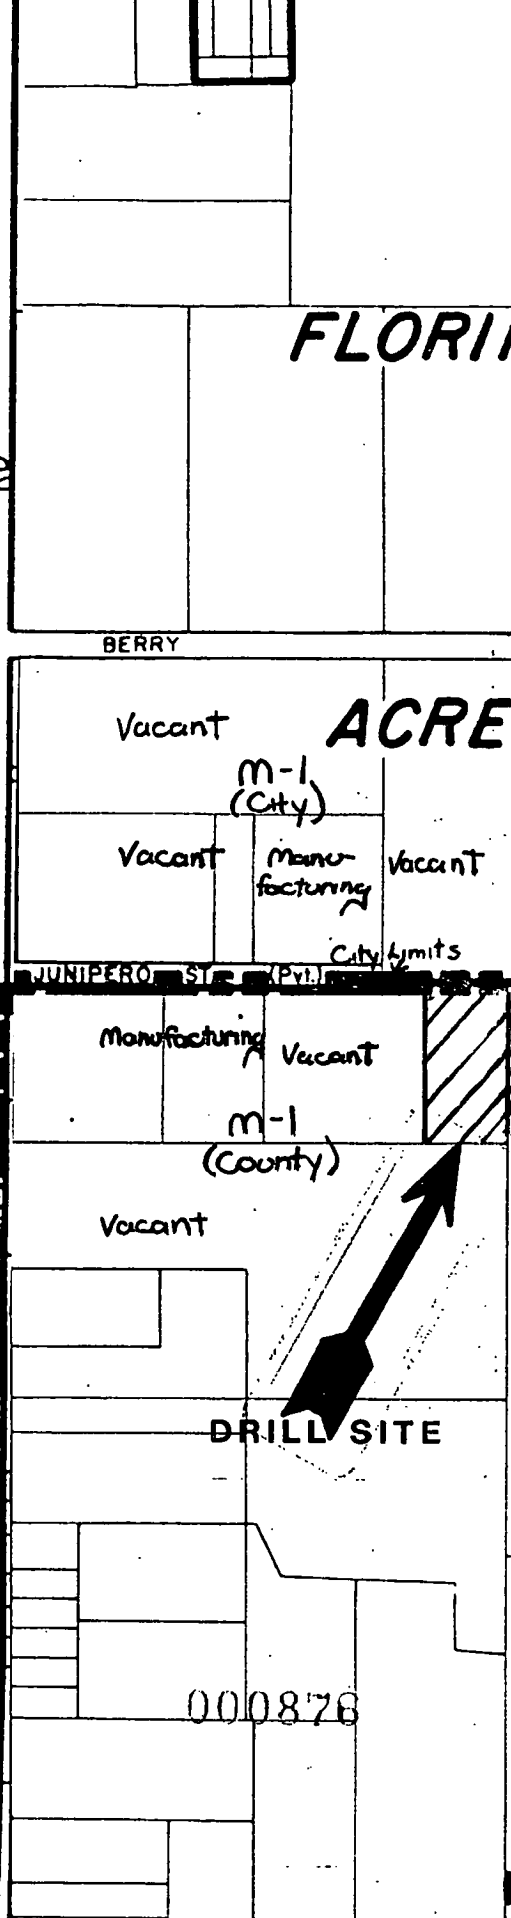 FLORI
BERRY
Vacant
ACRE
M-1
(City)
Vacant
Manu-
facturing
Vacant
City Limits
JUNIPERO ST. (Pvt.)
Manufacturing
Vacant
M-1
(County)
Vacant
DRILL SITE
000876